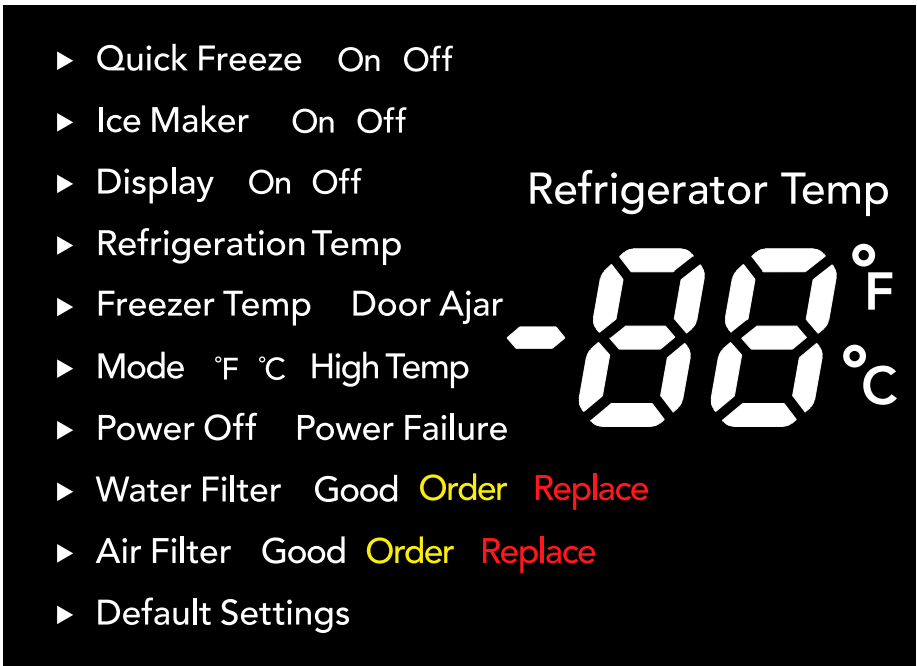 Quick Freeze On Off
Ice Maker On Off
Display On Off
Refrigerator Temp
Refrigeration Temp
Freezer Temp Door Ajar
-88 °F °C
Mode °F °C High Temp
Power Off Power Failure
Water Filter Good Order Replace
Air Filter Good Order Replace
Default Settings